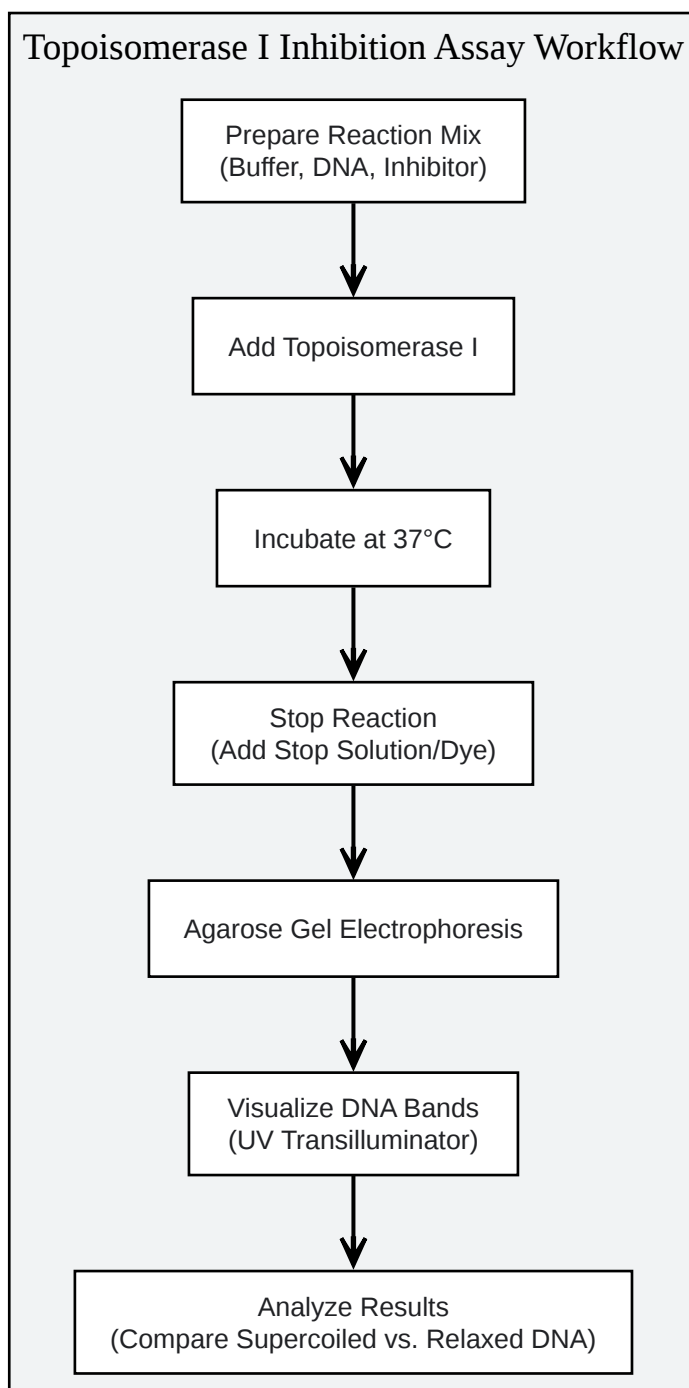 Topoisomerase I Inhibition Assay Workflow
Prepare Reaction Mix
(Buffer, DNA, Inhibitor)
Add Topoisomerase I
Incubate at 37°C
Stop Reaction
(Add Stop Solution/Dye)
Agarose Gel Electrophoresis
Visualize DNA Bands
(UV Transilluminator)
Analyze Results
(Compare Supercoiled vs. Relaxed DNA)